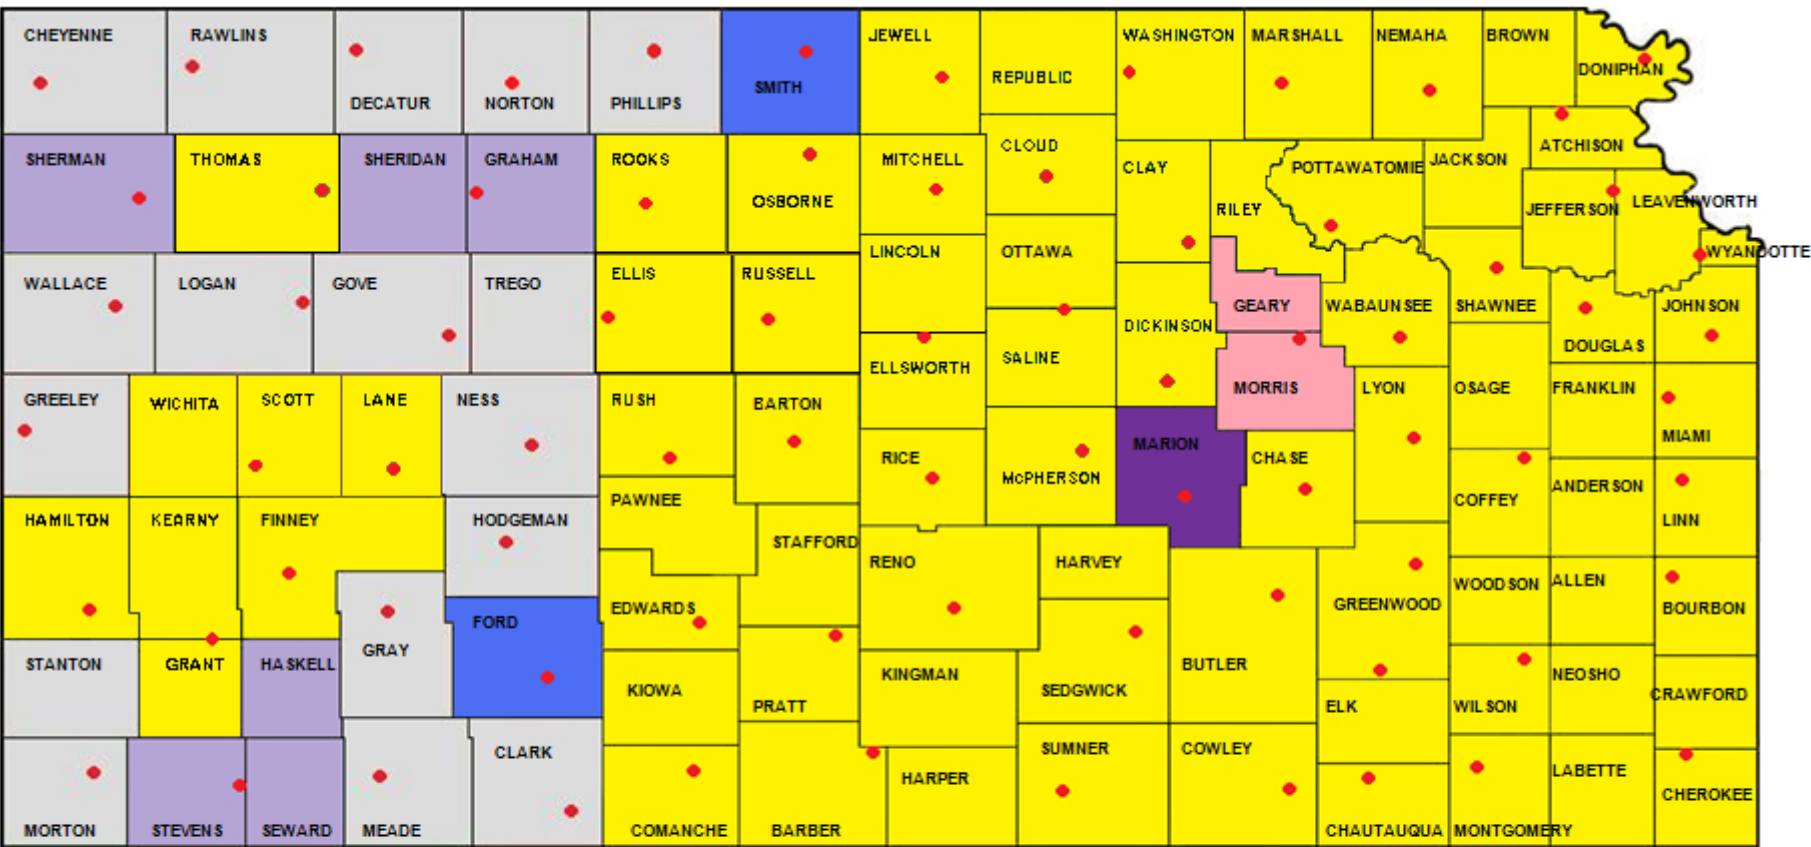 CHEYENNE
RAWLINS
DECATUR
NORTON
PHILLIPS
SMITH
JEWELL
REPUBLIC
WASHINGTON
MARSHALL
NEMAHA
BROWN
DONIPHAN
SHERMAN
THOMAS
SHERIDAN
GRAHAM
ROOKS
OSBORNE
MITCHELL
CLOUD
CLAY
RILEY
POTTAWATOMIE
JACKSON
ATCHISON
JEFFERSON
LEAVENWORTH
WYANDOTTE
WALLACE
LOGAN
GOVE
TREGO
ELLIS
RUSSELL
LINCOLN
OTTAWA
DICKINSON
GEARY
WABAUNSEE
SHAWNEE
DOUGLAS
JOHNSON
GREELEY
WICHITA
SCOTT
LANE
NESS
RUSH
BARTON
ELLSWORTH
SALINE
MORRIS
LYON
OSAGE
FRANKLIN
MIAMI
HAMILTON
KEARNY
FINNEY
HODGEMAN
PAWNEE
STAFFORD
RICE
McPHERSON
MARION
CHASE
COFFEY
ANDERSON
LINN
STANTON
GRANT
HASKELL
GRAY
FORD
EDWARDS
KIOWA
PRATT
RENO
HARVEY
SEDGWICK
KINGMAN
BUTLER
GREENWOOD
WOODSON
ALLEN
BOURBON
ELK
WILSON
NEOSHO
CRAWFORD
MORTON
STEVENS
SEWARD
MEADE
CLARK
COMANCHE
BARBER
HARPER
SUMNER
COWLEY
CHAUTAUQUA
MONTGOMERY
LABETTE
CHEROKEE